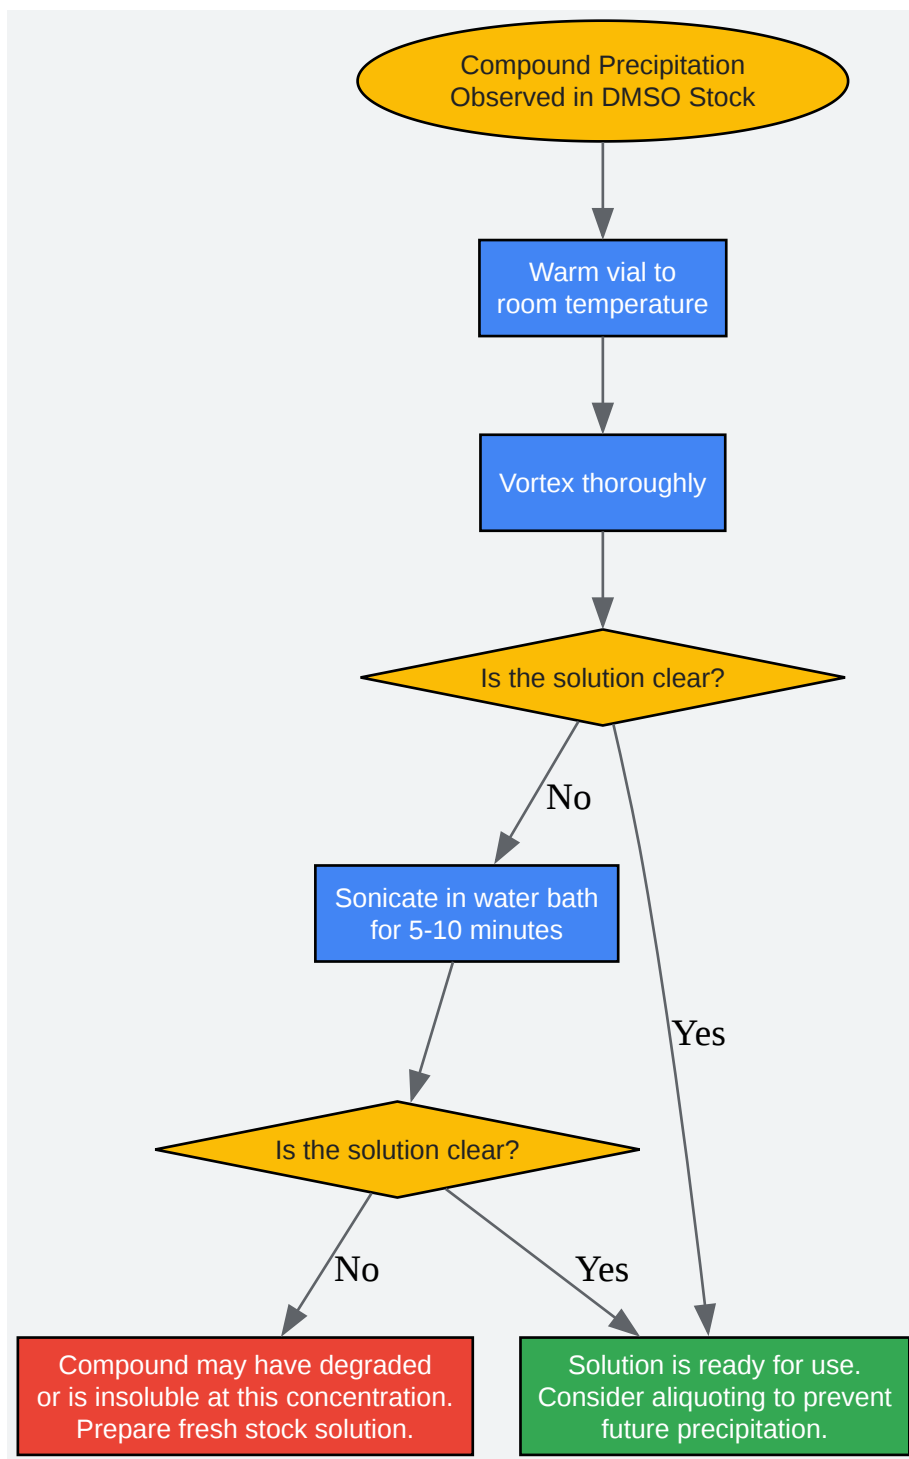 Compound Precipitation
Observed in DMSO Stock
Warm vial to
room temperature
Vortex thoroughly
Is the solution clear?
No
Sonicate in water bath
for 5-10 minutes
Yes
Is the solution clear?
No
Yes
Compound may have degraded
or is insoluble at this concentration.
Prepare fresh stock solution.
Solution is ready for use.
Consider aliquoting to prevent
future precipitation.